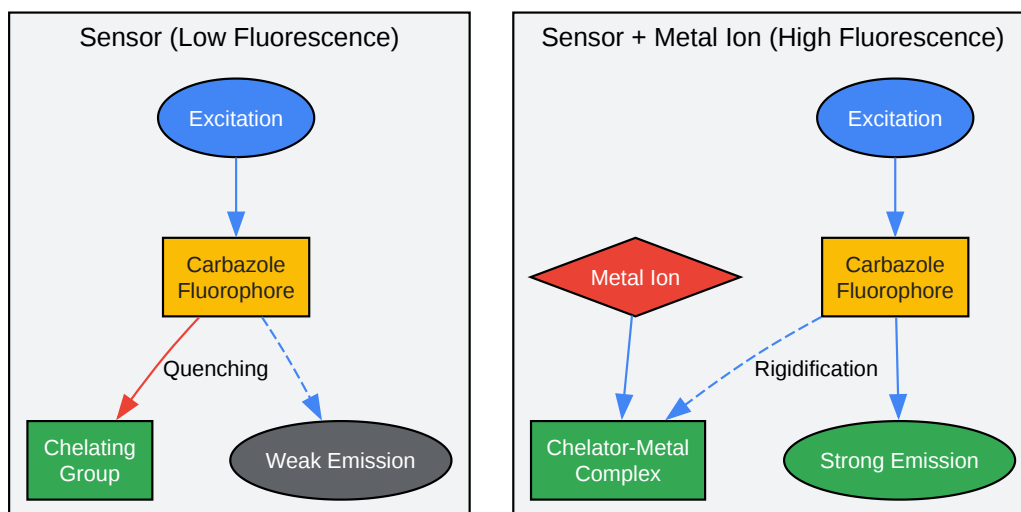 Sensor (Low Fluorescence)
Excitation
Carbazole
Fluorophore
Quenching
Chelating
Group
Weak Emission
Sensor + Metal Ion (High Fluorescence)
Excitation
Metal Ion
Carbazole
Fluorophore
Rigidification
Chelator-Metal
Complex
Strong Emission